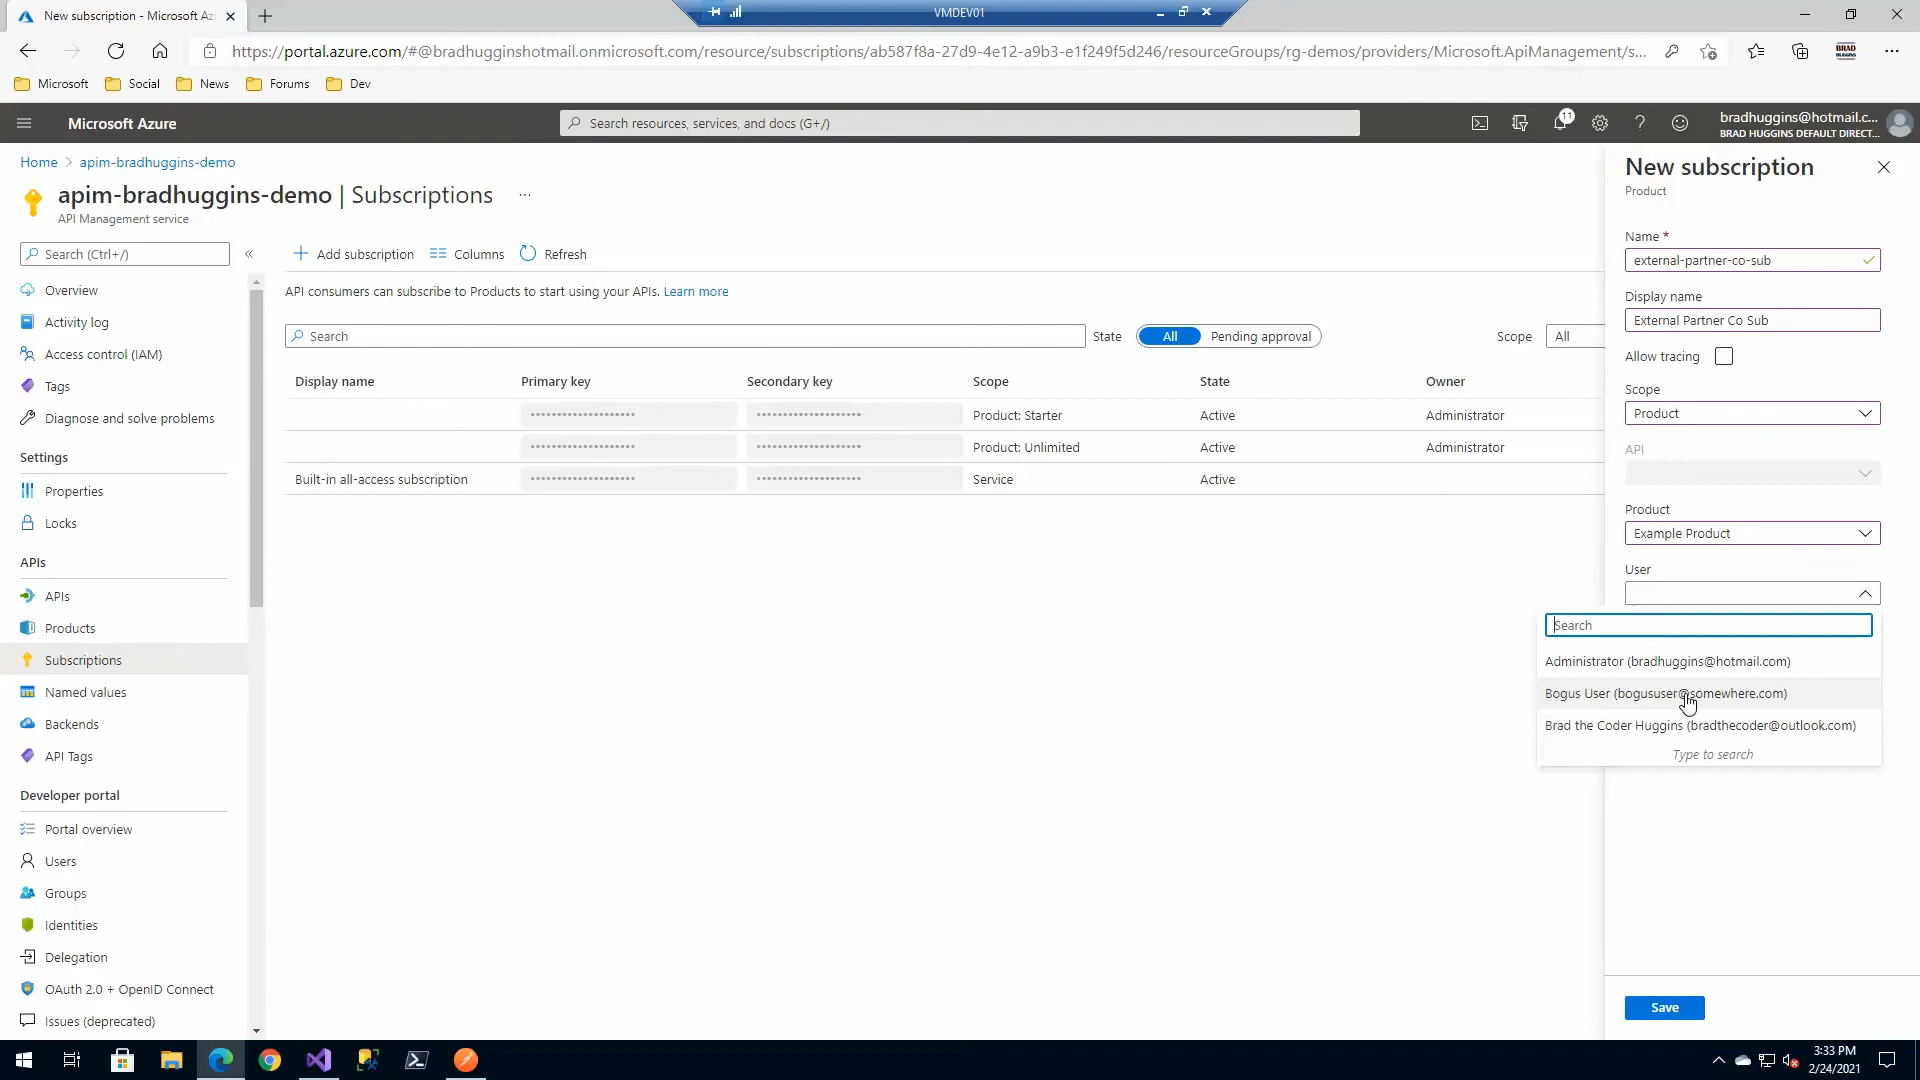 New subscription - Microsoft Az
VMDEV01
https://portal.azure.com/#@bradhugginshotmail.onmicrosoft.com/resource/subscriptions/ab587f8a-27d9-4e12-a9b3-e1f249f5d246/resourceGroups/rg-demos/providers/Microsoft.ApiManagement/s...
BRAD HUGGINS
Microsoft Social News Forums Dev
Microsoft Azure
Search resources, services, and docs (G+/)
11
bradhuggins@hotmail.c...
BRAD HUGGINS DEFAULT DIRECT...
Home > apim-bradhuggins-demo
apim-bradhuggins-demo | Subscriptions ...
API Management service
Search (Ctrl+/)
«
Overview
Activity log
Access control (IAM)
Tags
Diagnose and solve problems
Settings
Properties
Locks
APIs
APIs
Products
Subscriptions
Named values
Backends
API Tags
Developer portal
Portal overview
Users
Groups
Identities
Delegation
OAuth 2.0 + OpenID Connect
Issues (deprecated)
Add subscription Columns Refresh
API consumers can subscribe to Products to start using your APIs. Learn more
Search State All Pending approval Scope All
Display name Primary key Secondary key Scope State Owner
Product: Starter Active Administrator
Product: Unlimited Active Administrator
Built-in all-access subscription Service Active
New subscription
Product
Name *
external-partner-co-sub
Display name
External Partner Co Sub
Allow tracing
Scope
Product
API
Product
Example Product
User
Search
Administrator (bradhuggins@hotmail.com)
Bogus User (bogususer@somewhere.com)
Brad the Coder Huggins (bradthecoder@outlook.com)
Type to search
Save
3:33 PM
2/24/2021